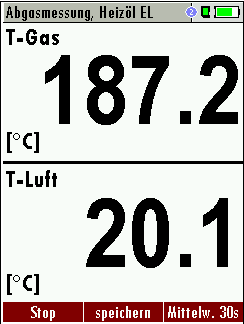 Abgasmessung, Heizöl EL
T-Gas
187.2
[°C]
T-Luft
20.1
[°C]
Stop speichern Mittelw. 30s